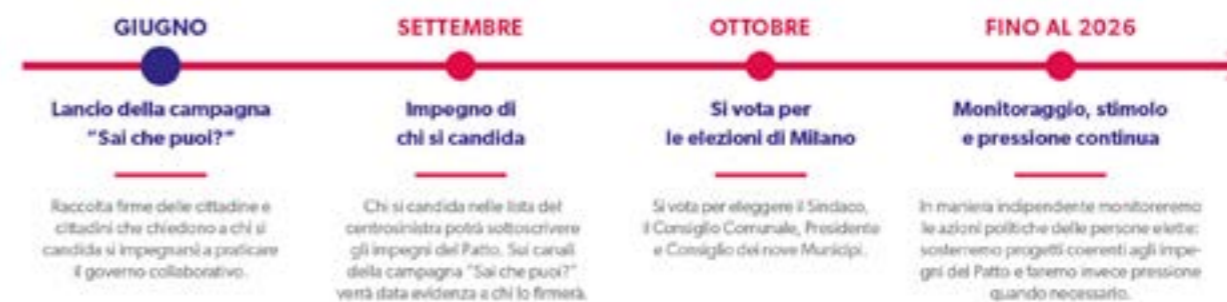 GIUGNO
Lancio della campagna
"Sai che puoi?"
Raccolta firme delle cittadine e
cittadini che chiedono a chi si
candida si impegnarsi a praticare
il governo collaborativo.
SETTEMBRE
Impegno di
chi si candida
Chi si candida nelle lista del
centrosinistra potrà sottoscrivere
gli impegni del Patto. Sui canali
della campagna "Sai che puoi?"
verrà data evidenza a chi lo firmerà.
OTTOBRE
Si vota per
le elezioni di Milano
Si vota per eleggere il Sindaco,
il Consiglio Comunale, Presidente
e Consiglio dei nove Municipi.
FINO AL 2026
Monitoraggio, stimolo
e pressione continua
In maniera indipendente monitoreremo
le azioni politiche delle persone elette:
sosterremo progetti coerenti agli impe-
gni del Patto e faremo invece pressione
quando necessario.